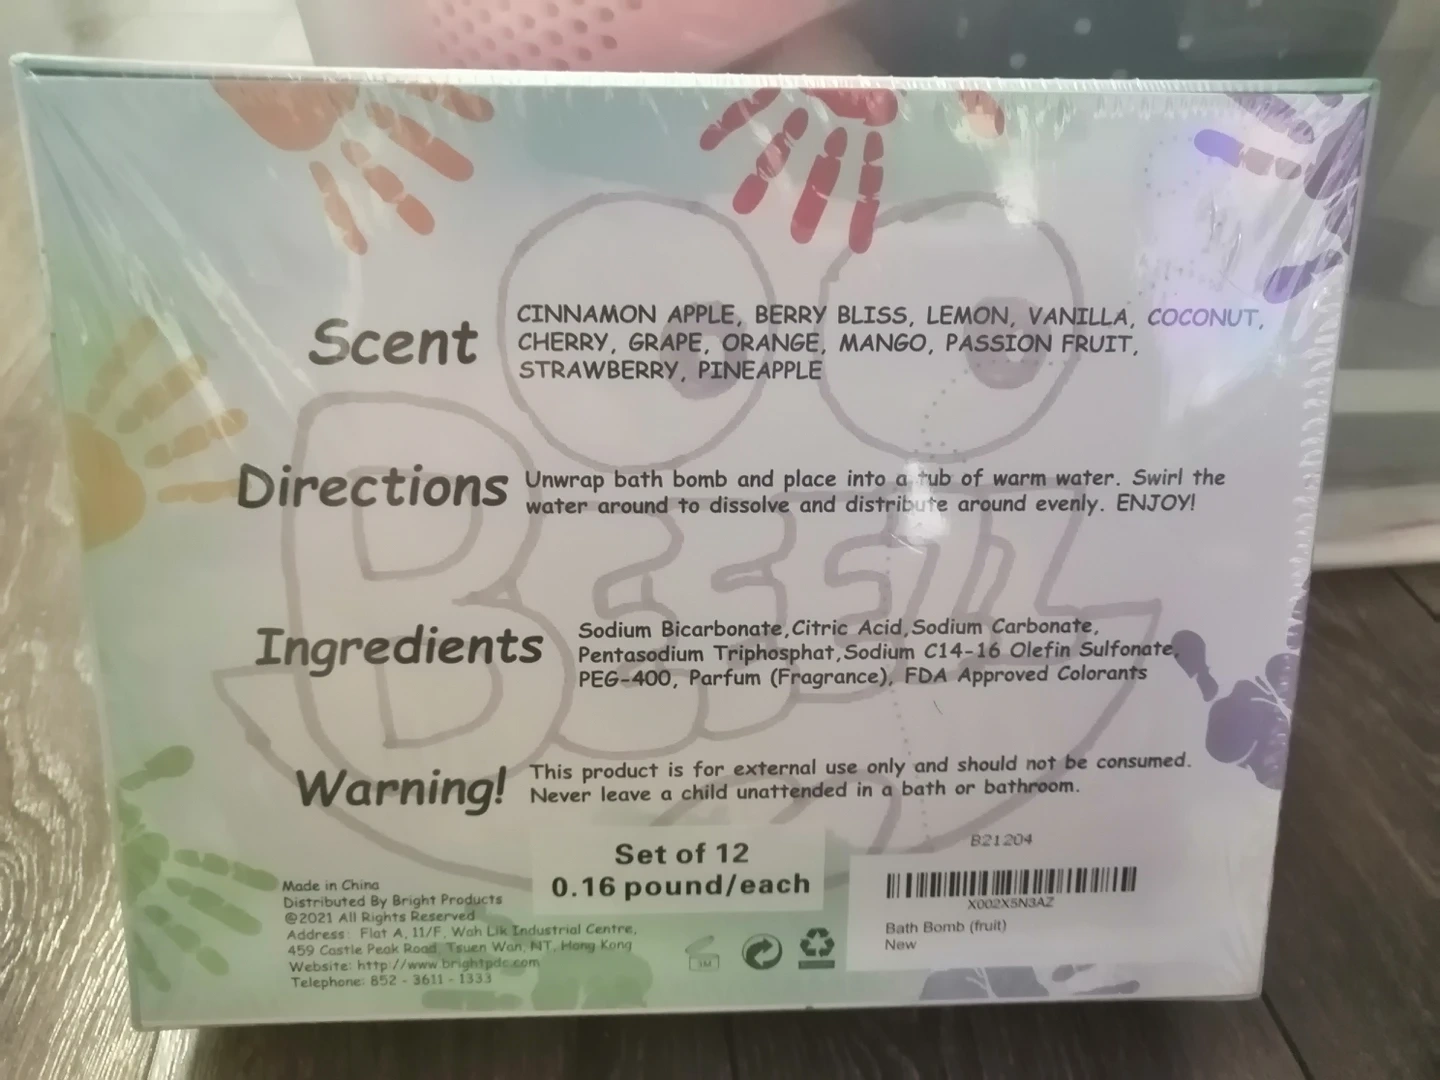 Scent
CINNAMON APPLE, BERRY BLISS, LEMON, VANILLA, COCONUT,
CHERRY, GRAPE, ORANGE, MANGO, PASSION FRUIT,
STRAWBERRY, PINEAPPLE
Directions
Unwrap bath bomb and place into a tub of warm water. Swirl the
water around to dissolve and distribute around evenly. ENJOY!
Ingredients
Sodium Bicarbonate,Citric Acid,Sodium Carbonate,
Pentasodium Triphosphat,Sodium C14-16 Olefin Sulfonate,
PEG-400, Parfum (Fragrance), FDA Approved Colorants
Warning!
This product is for external use only and should not be consumed.
Never leave a child unattended in a bath or bathroom.
Set of 12
0.16 pound/each
Made in China
Distributed By Bright Products
©2021 All Rights Reserved
Address: Flat A, 11/F, Wah Lik Industrial Centre,
459 Castle Peak Road, Tsuen Wan, NT, Hong Kong
Website: http://www.brightpdc.com
Telephone: 852 - 3611 - 1333
B21204
X002X5N3AZ
Bath Bomb (fruit)
New